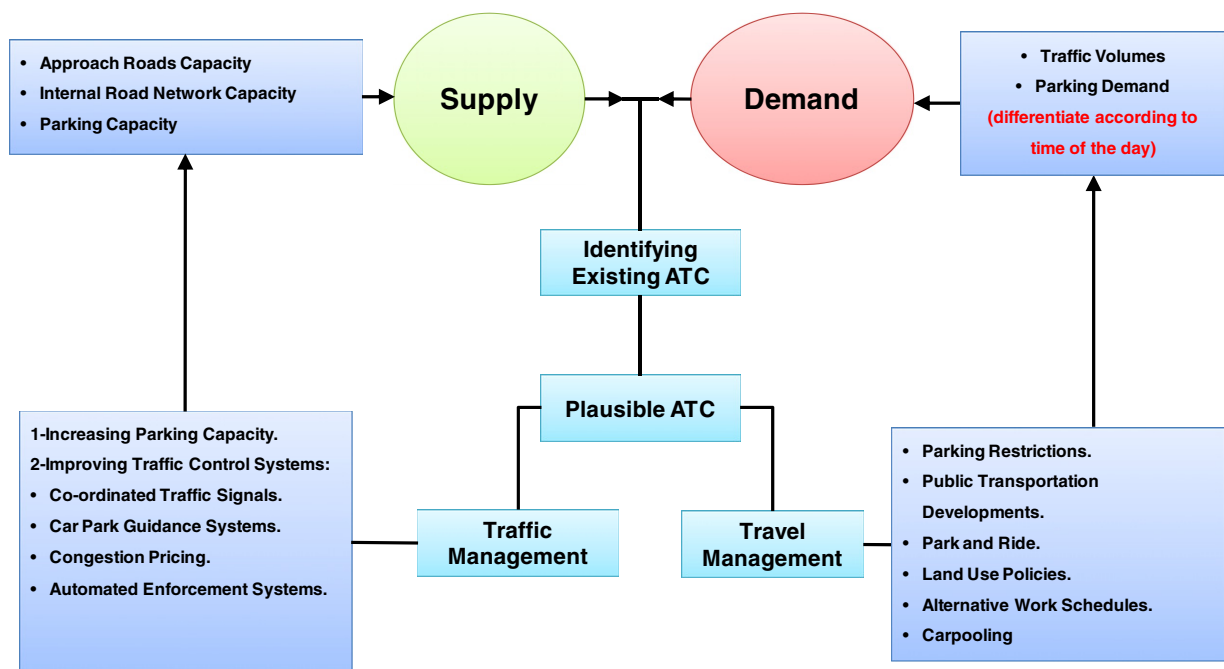 • Approach Roads Capacity
• Internal Road Network Capacity
• Parking Capacity
Supply
Demand
• Traffic Volumes
• Parking Demand
(differentiate according to
time of the day)
Identifying
Existing ATC
Plausible ATC
1-Increasing Parking Capacity.
2-Improving Traffic Control Systems:
• Co-ordinated Traffic Signals.
• Car Park Guidance Systems.
• Congestion Pricing.
• Automated Enforcement Systems.
Traffic
Management
Travel
Management
• Parking Restrictions.
• Public Transportation
Developments.
• Park and Ride.
• Land Use Policies.
• Alternative Work Schedules.
• Carpooling